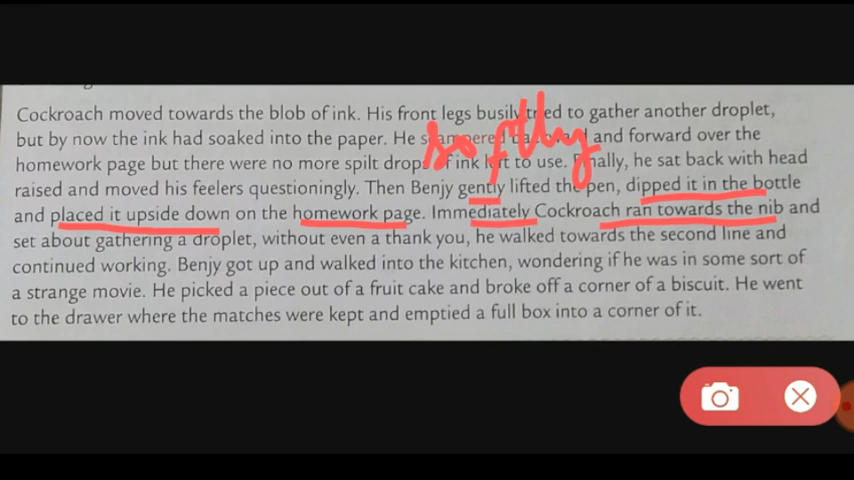 Cockroach moved towards the blob of ink. His front legs busily tried to gather another droplet,
but by now the ink had soaked into the paper. He scampered and forward over the
homework page but there were no more spilt drops of ink left to use. Finally, he sat back with head
raised and moved his feelers questioningly. Then Benjy gently lifted the pen, dipped it in the bottle
and placed it upside down on the homework page. Immediately Cockroach ran towards the nib and
set about gathering a droplet, without even a thank you, he walked towards the second line and
continued working. Benjy got up and walked into the kitchen, wondering if he was in some sort of
a strange movie. He picked a piece out of a fruit cake and broke off a corner of a biscuit. He went
to the drawer where the matches were kept and emptied a full box into a corner of it.
softly